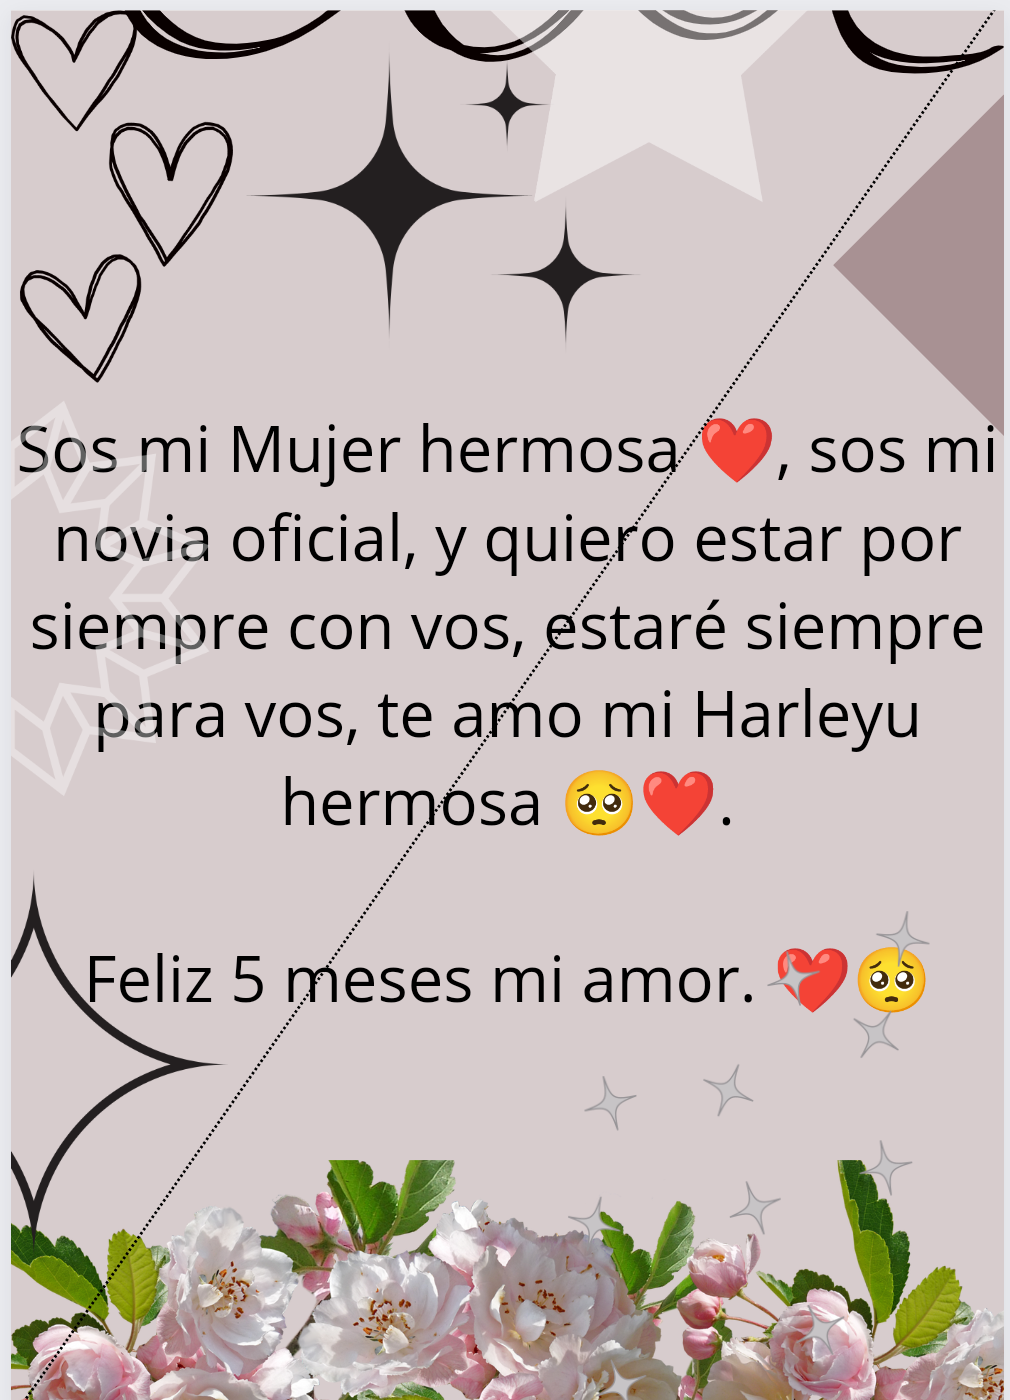 Sos mi Mujer hermosa ❤️, sos mi
novia oficial, y quiero estar por
siempre con vos, estaré siempre
para vos, te amo mi Harleyu
hermosa 🥺❤️.
Feliz 5 meses mi amor. ❤️🥺